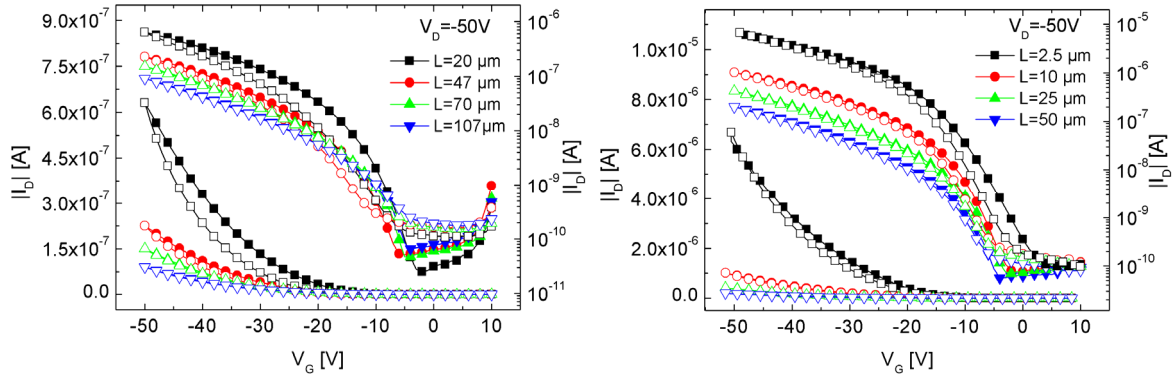 V_D=-50V
L=20 µm
L=47 µm
L=70 µm
L=107µm
9.0x10^-7
7.5x10^-7
6.0x10^-7
4.5x10^-7
3.0x10^-7
1.5x10^-7
0.0
|I_D| [A]
10^-6
10^-7
10^-8
10^-9
10^-10
10^-11
|I_D| [A]
-50 -40 -30 -20 -10 0 10
V_G [V]
V_D=-50V
L=2.5 µm
L=10 µm
L=25 µm
L=50 µm
1.0x10^-5
8.0x10^-6
6.0x10^-6
4.0x10^-6
2.0x10^-6
0.0
|I_D| [A]
10^-5
10^-6
10^-7
10^-8
10^-9
10^-10
|I_D| [A]
-50 -40 -30 -20 -10 0 10
V_G [V]